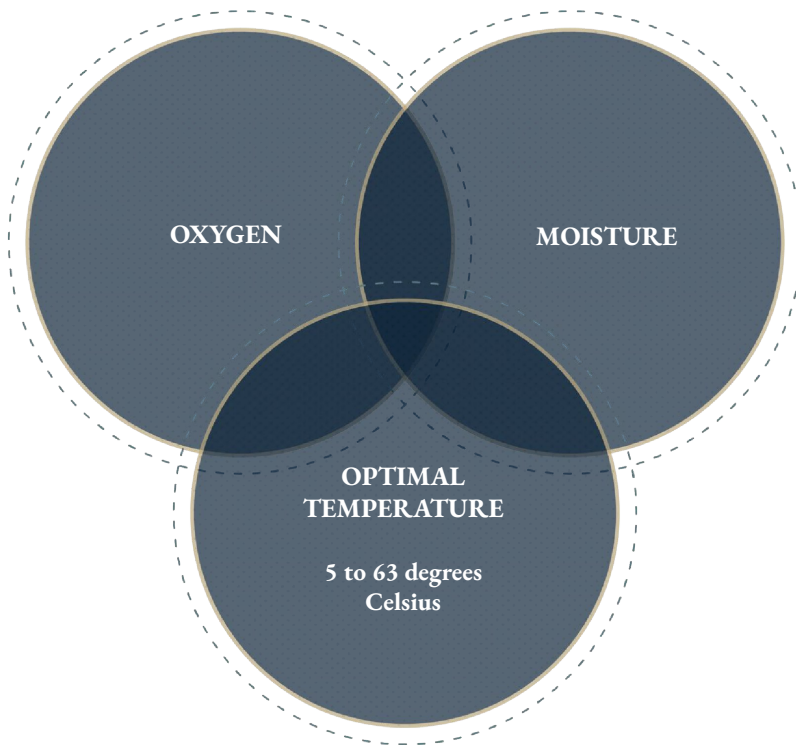 OXYGEN
MOISTURE
OPTIMAL
TEMPERATURE
5 to 63 degrees
Celsius